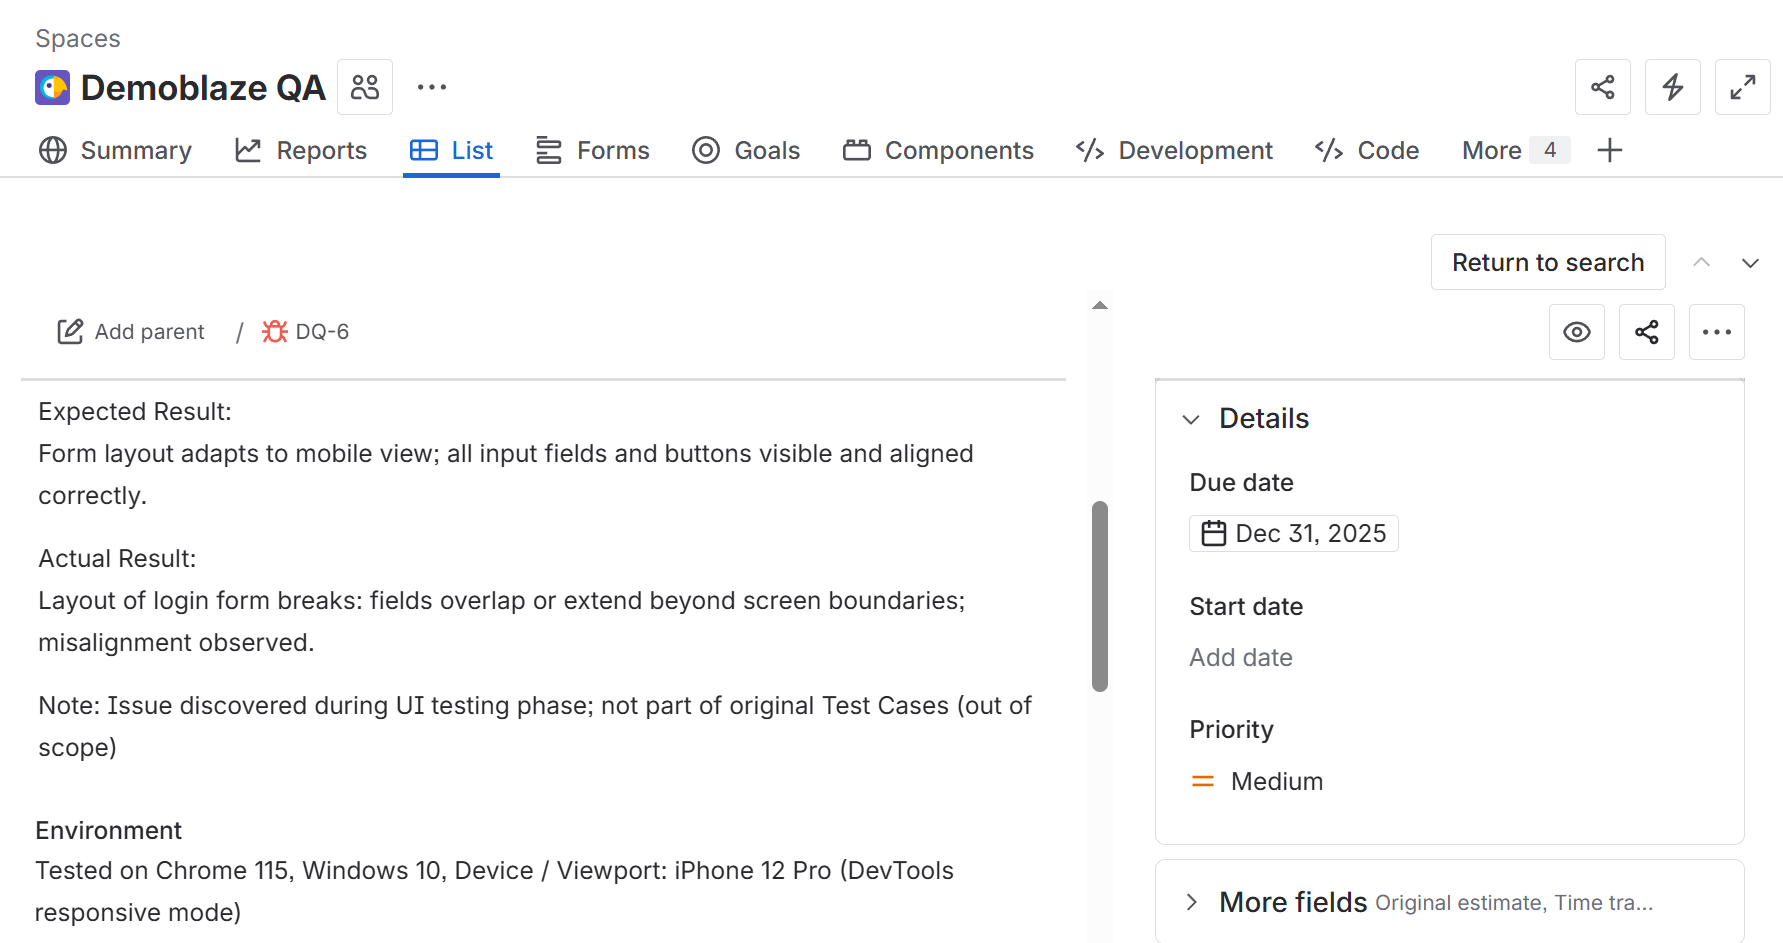 Spaces
Demoblaze QA
Summary Reports List Forms Goals Components Development Code More 4
Return to search
Add parent / DQ-6
Expected Result:
Form layout adapts to mobile view; all input fields and buttons visible and aligned
correctly.
Actual Result:
Layout of login form breaks: fields overlap or extend beyond screen boundaries;
misalignment observed.
Note: Issue discovered during UI testing phase; not part of original Test Cases (out of
scope)
Environment
Tested on Chrome 115, Windows 10, Device / Viewport: iPhone 12 Pro (DevTools
responsive mode)
Details
Due date
Dec 31, 2025
Start date
Add date
Priority
Medium
More fields Original estimate, Time tra...